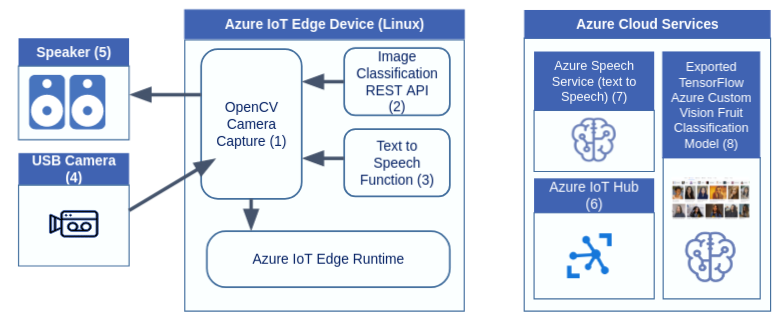 Azure IoT Edge Device (Linux)
Azure Cloud Services
Speaker (5)
USB Camera
(4)
OpenCV
Camera
Capture (1)
Image
Classification
REST API
(2)
Text to
Speech
Function (3)
Azure IoT Edge Runtime
Azure Speech
Service (text to
Speech) (7)
Azure IoT Hub
(6)
Exported
TensorFlow
Azure Custom
Vision Fruit
Classification
Model (8)